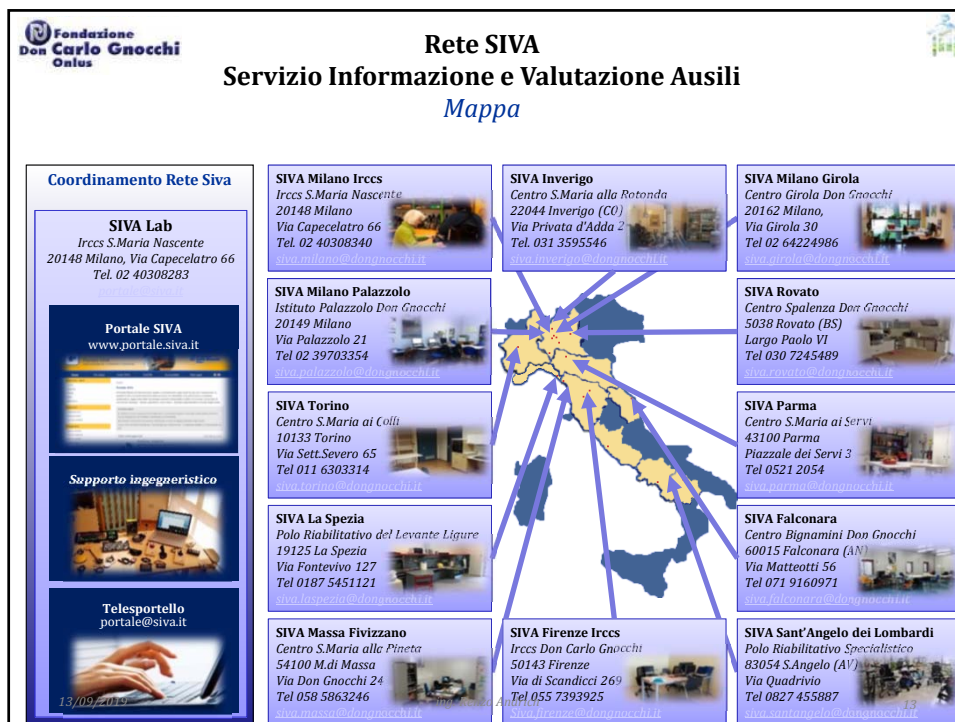 Fondazione
Don Carlo Gnocchi
Onlus
Rete SIVA
Servizio Informazione e Valutazione Ausili
Mappa
Coordinamento Rete Siva
SIVA Lab
Irccs S.Maria Nascente
20148 Milano, Via Capecelatro 66
Tel. 02 40308283
portale@siva.it
Portale SIVA
www.portale.siva.it
Supporto ingegneristico
Telesportello
portale@siva.it
SIVA Milano Irccs
Irccs S.Maria Nascente
20148 Milano
Via Capecelatro 66
Tel. 02 40308340
siva.milano@dongnocchi.it
SIVA Inverigo
Centro S.Maria alla Rotonda
22044 Inverigo (CO)
Via Privata d'Adda 2
Tel. 031 3595546
siva.inverigo@dongnocchi.it
SIVA Milano Girola
Centro Girola Don Gnocchi
20162 Milano,
Via Girola 30
Tel 02 64224986
siva.girola@dongnocchi.it
SIVA Milano Palazzolo
Istituto Palazzolo Don Gnocchi
20149 Milano
Via Palazzolo 21
Tel 02 39703354
siva.palazzolo@dongnocchi.it
SIVA Rovato
Centro Spalenza Don Gnocchi
5038 Rovato (BS)
Largo Paolo VI
Tel 030 7245489
siva.rovato@dongnocchi.it
SIVA Torino
Centro S.Maria ai Colli
10133 Torino
Via Sett.Severo 65
Tel 011 6303314
siva.torino@dongnocchi.it
SIVA Parma
Centro S.Maria ai Servi
43100 Parma
Piazzale dei Servi 3
Tel 0521 2054
siva.parma@dongnocchi.it
SIVA La Spezia
Polo Riabilitativo del Levante Ligure
19125 La Spezia
Via Fontevivo 127
Tel 0187 5451121
siva.laspezia@dongnocchi.it
SIVA Falconara
Centro Bignamini Don Gnocchi
60015 Falconara (AN)
Via Matteotti 56
Tel 071 9160971
siva.falconara@dongnocchi.it
SIVA Massa Fivizzano
Centro S.Maria alla Pineta
54100 M.di Massa
Via Don Gnocchi 24
Tel 058 5863246
siva.massa@dongnocchi.it
SIVA Firenze Irccs
Irccs Don Carlo Gnocchi
50143 Firenze
Via di Scandicci 269
Tel 055 7393925
Siva.firenze@dongnocchi.it
SIVA Sant'Angelo dei Lombardi
Polo Riabilitativo Specialistico
83054 S.Angelo (AV)
Via Quadrivio
Tel 0827 455887
siva.santangelo@dongnocchi.it
13/09/2019
Andrich
13